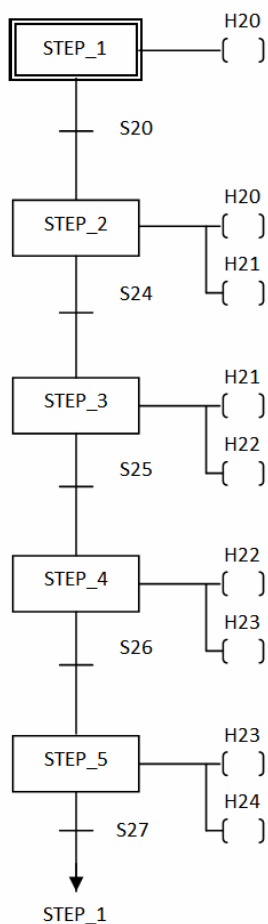 H20
STEP_1
S20
H20
STEP_2
H21
S24
H21
STEP_3
H22
S25
H22
STEP_4
H23
S26
H23
STEP_5
H24
S27
STEP_1